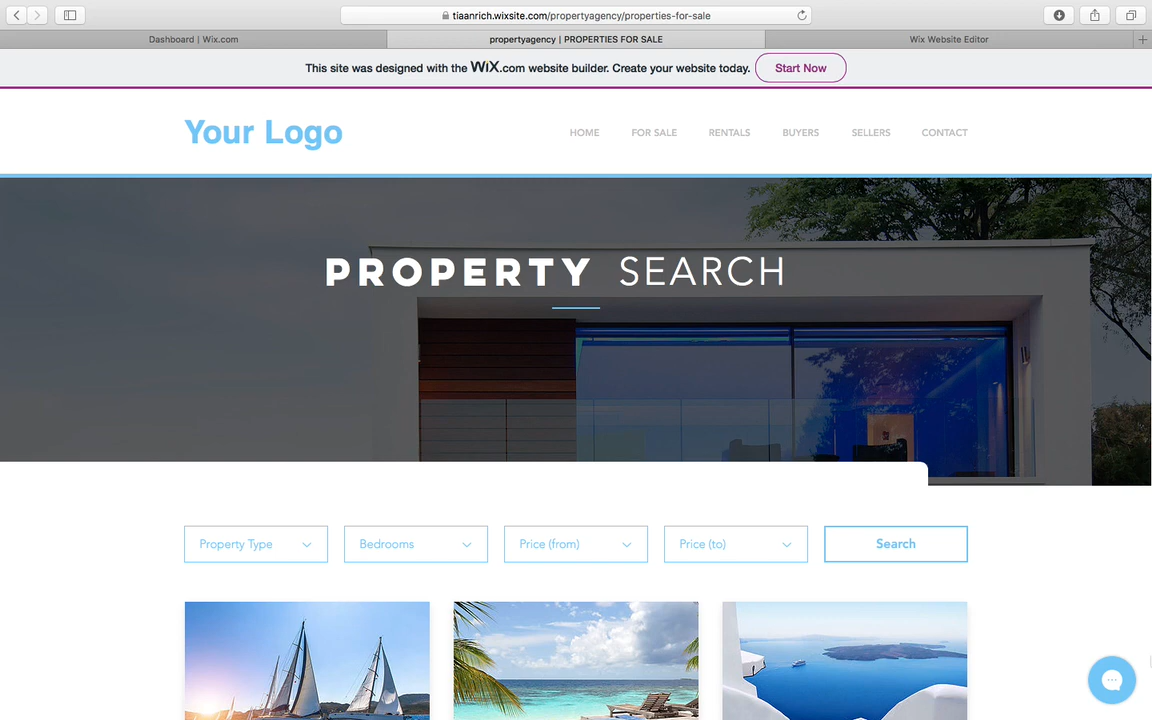 tiaanrich.wixsite.com/propertyagency/properties-for-sale
Dashboard | Wix.com
propertyagency | PROPERTIES FOR SALE
Wix Website Editor
This site was designed with the WiX.com website builder. Create your website today.
Start Now
Your Logo
HOME
FOR SALE
RENTALS
BUYERS
SELLERS
CONTACT
PROPERTY SEARCH
Property Type
Bedrooms
Price (from)
Price (to)
Search